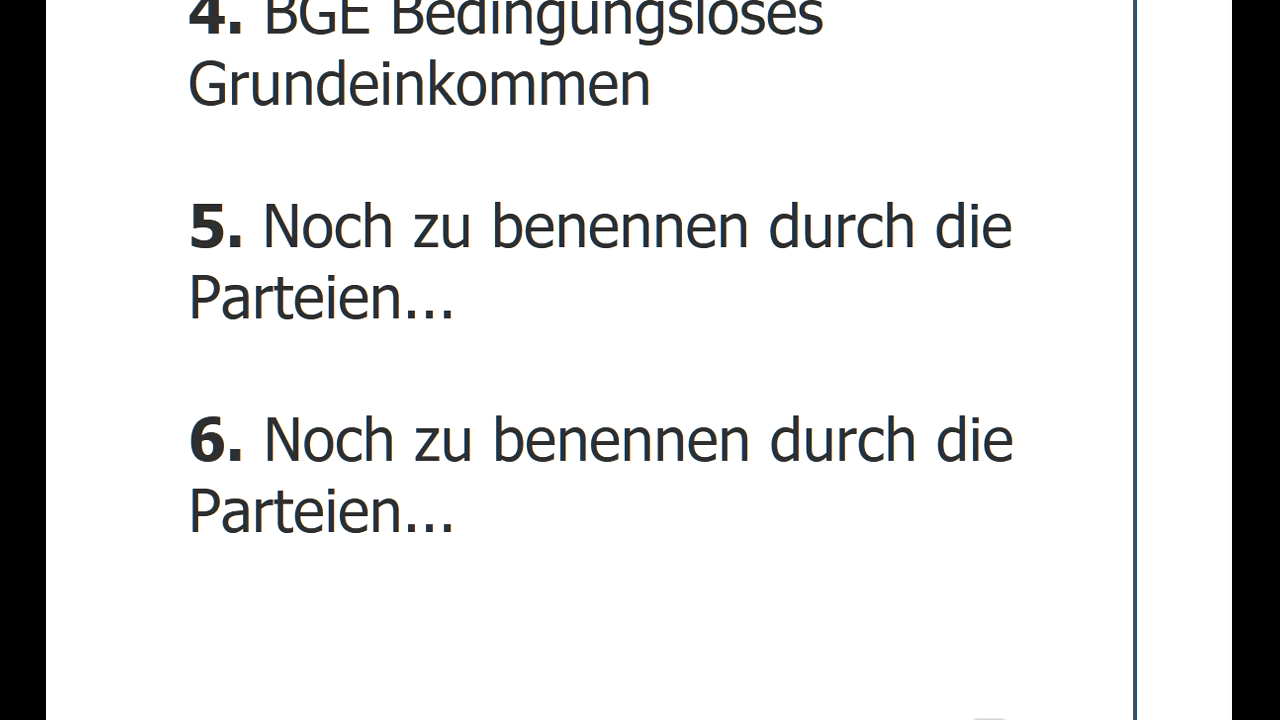 4. BGE Bedingungsloses
Grundeinkommen
5. Noch zu benennen durch die
Parteien...
6. Noch zu benennen durch die
Parteien...